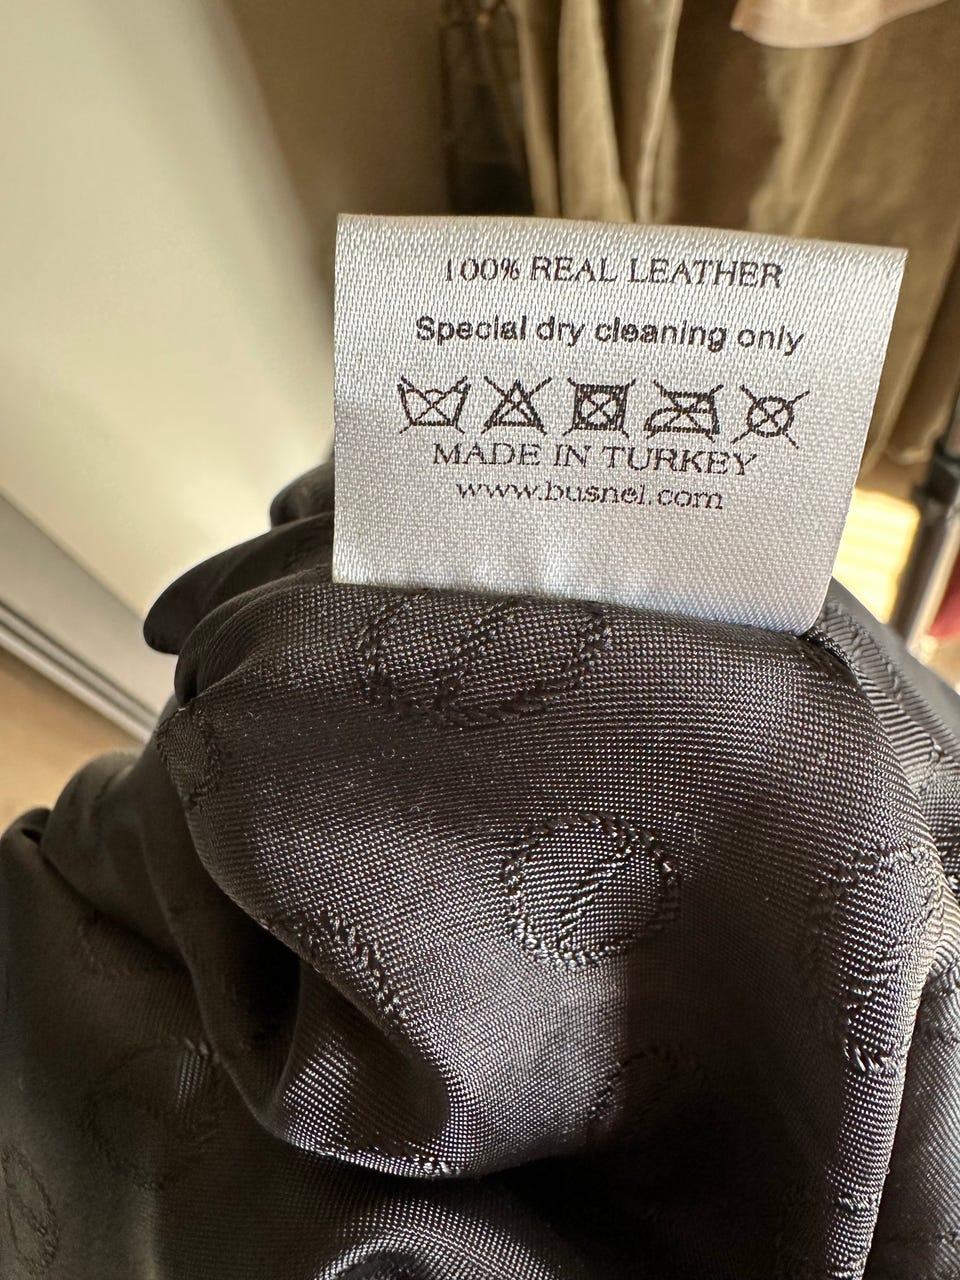 100% REAL LEATHER
Special dry cleaning only
MADE IN TURKEY
www.busnel.com